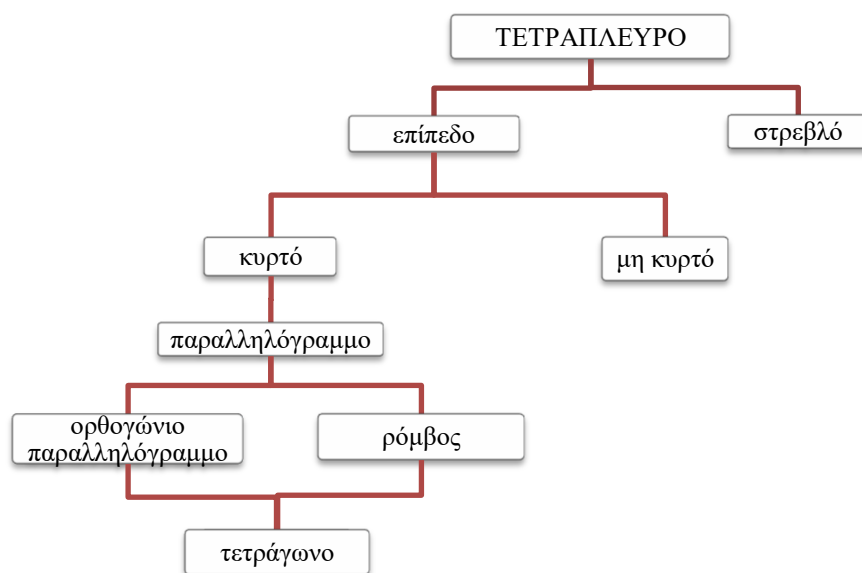 ΤΕΤΡΑΠΛΕΥΡΟ
επίπεδο
στρεβλό
κυρτό
μη κυρτό
παραλληλόγραμμο
ορθογώνιο
παραλληλόγραμμο
ρόμβος
τετράγωνο